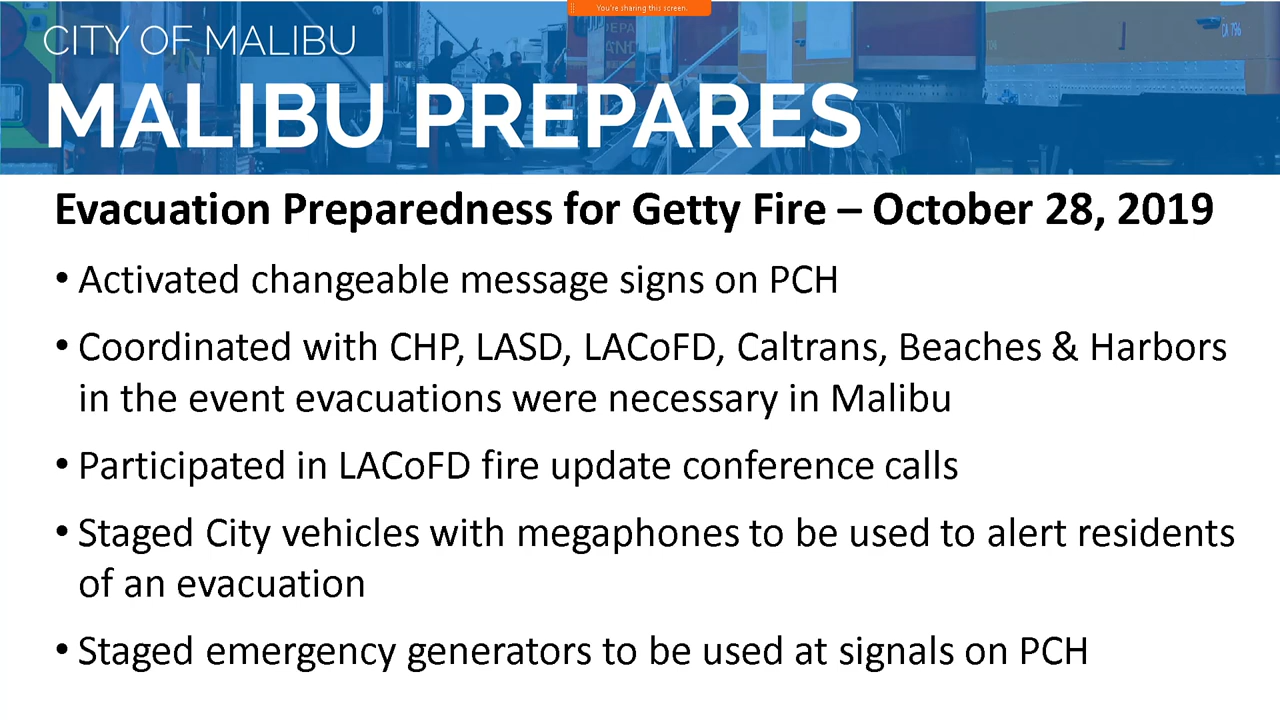 You're sharing this screen.
CITY OF MALIBU
MALIBU PREPARES
Evacuation Preparedness for Getty Fire – October 28, 2019
• Activated changeable message signs on PCH
• Coordinated with CHP, LASD, LACoFD, Caltrans, Beaches & Harbors
in the event evacuations were necessary in Malibu
• Participated in LACoFD fire update conference calls
• Staged City vehicles with megaphones to be used to alert residents
of an evacuation
• Staged emergency generators to be used at signals on PCH